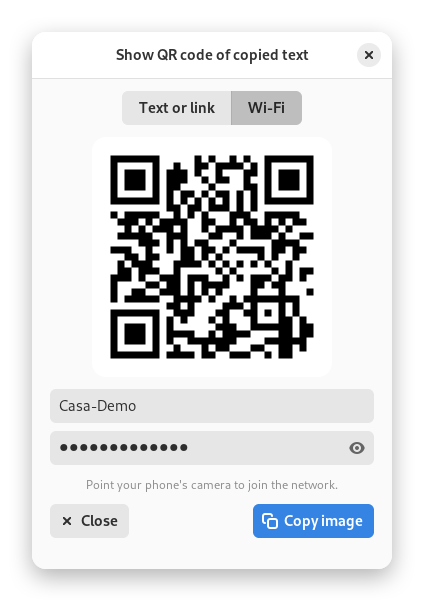 Show QR code of copied text
Text or link
Wi-Fi
Casa-Demo
●●●●●●●●●●●●●
Point your phone's camera to join the network.
Close
Copy image